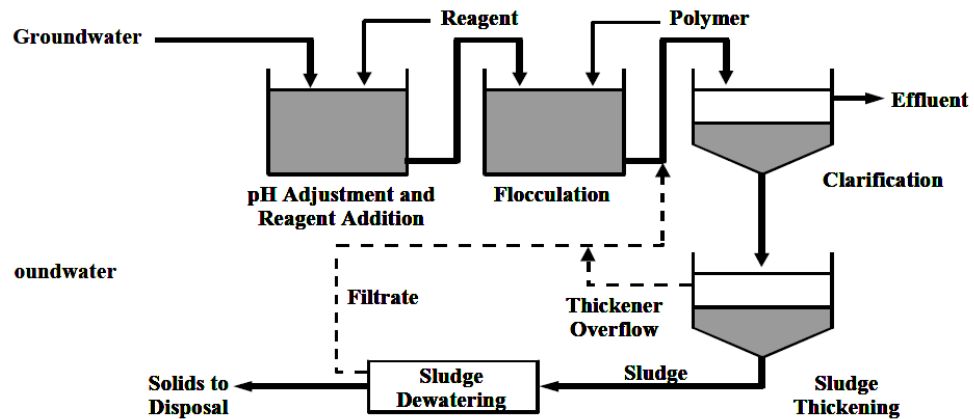 Reagent
Polymer
Groundwater
Effluent
pH Adjustment and
Reagent Addition
Flocculation
Clarification
oundwater
Filtrate
Thickener
Overflow
Solids to
Disposal
Sludge
Dewatering
Sludge
Sludge
Thickening